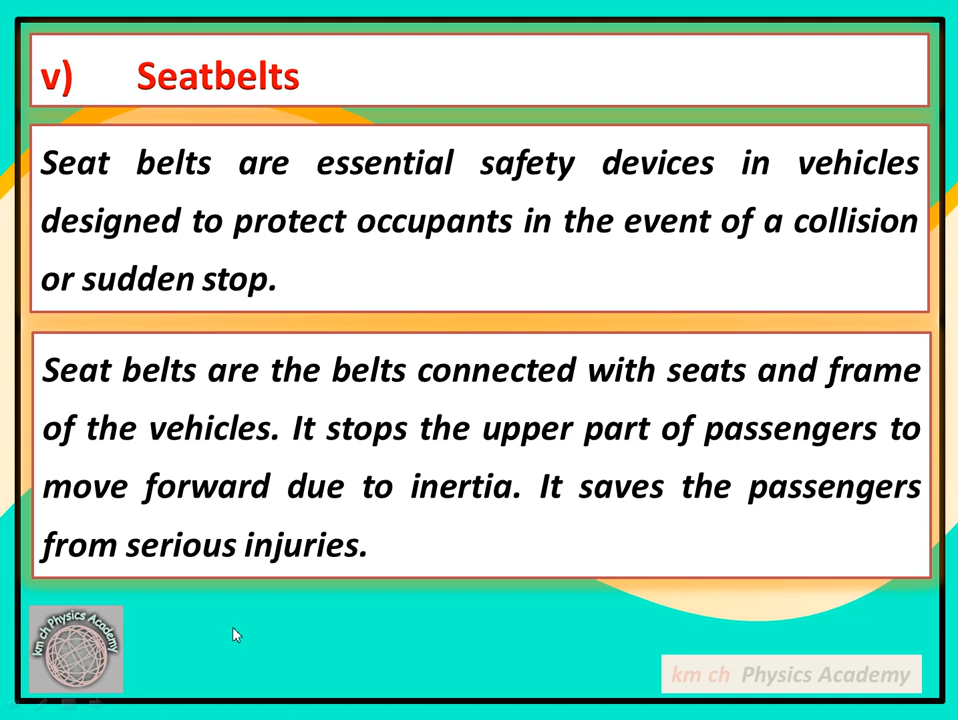 v) Seatbelts
Seat belts are essential safety devices in vehicles
designed to protect occupants in the event of a collision
or sudden stop.
Seat belts are the belts connected with seats and frame
of the vehicles. It stops the upper part of passengers to
move forward due to inertia. It saves the passengers
from serious injuries.
km ch Physics Academy
km ch Physics Academy